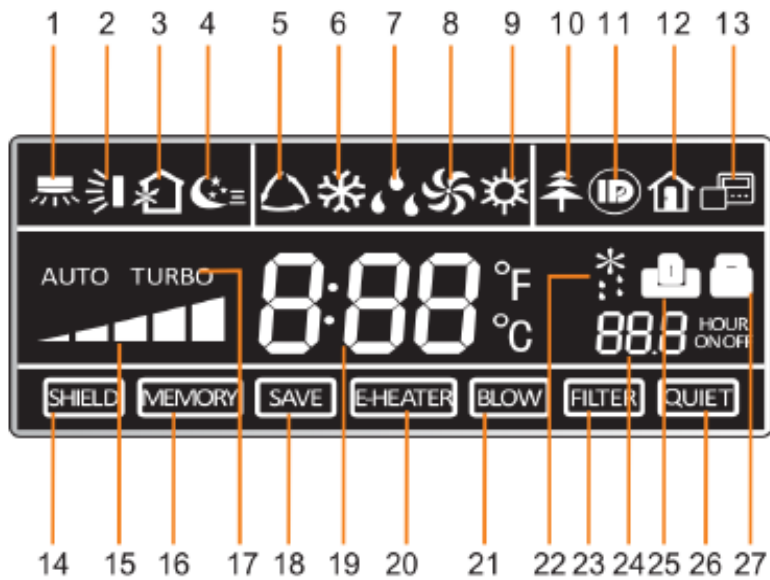 1 2 3 4 5 6 7 8 9 10 11 12 13
AUTO TURBO
8:88 °F
°C
88.8 HOUR
ONOFF
SHIELD MEMORY SAVE E-HEATER BLOW FILTER QUIET
14 15 16 17 18 19 20 21 22 23 24 25 26 27